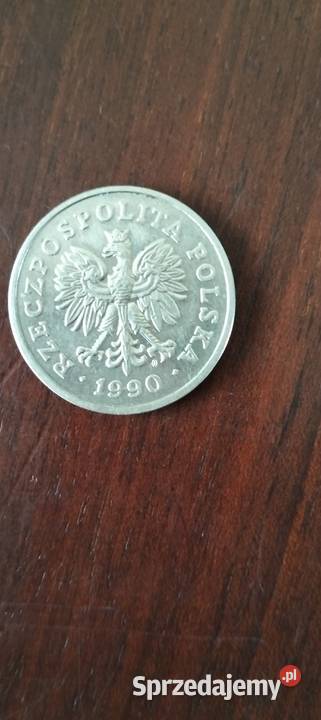 RZECZPOSPOLITA POLSKA
· 1990 ·
Sprzedajemy.pl